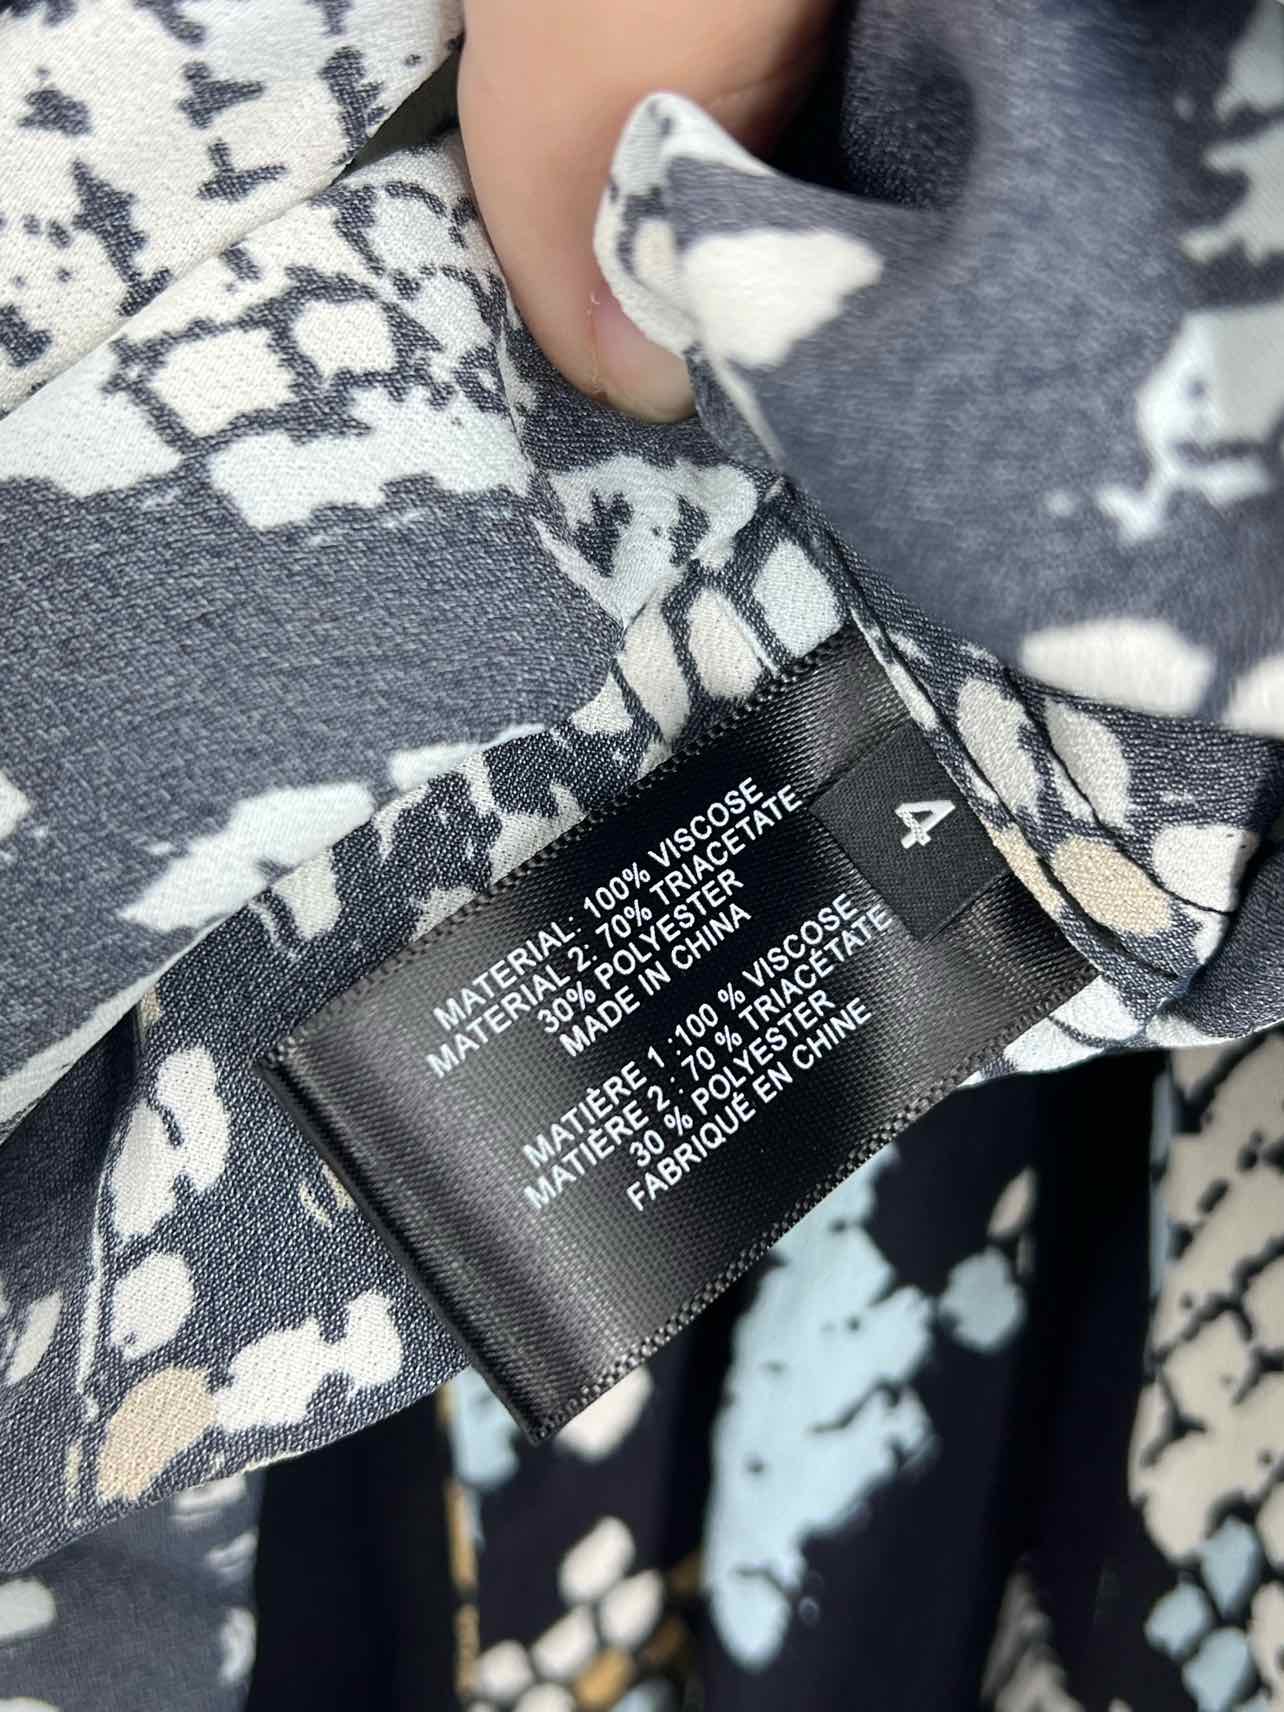 MATERIAL: 100% VISCOSE
MATERIAL 2: 70% TRIACETATE
30% POLYESTER
MADE IN CHINA
MATIÈRE 1 :100 % VISCOSE
MATIÈRE 2 : 70 % TRIACÉTATE
30 % POLYESTER
FABRIQUÉ EN CHINE
4